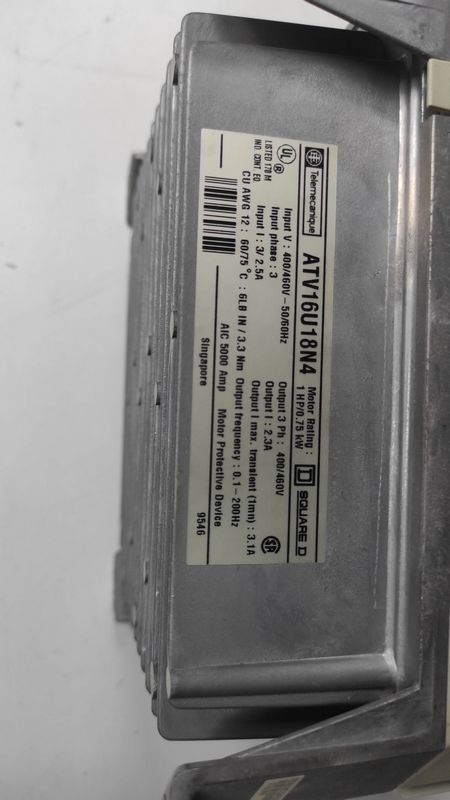 Telemecanique ATV16U18N4 Motor Rating : 1 HP/0.75 kW SQUARE D
UL ® LISTED 170 M IND. CONT. EQ
Input V : 400/460V – 50/60Hz Output 3 Ph : 400/460V
Input phase : 3 Output I : 2.3A
Input I : 3/ 2.5A Output I max. transient (1mn) : 3.1A
CU AWG 12 : 60/75 °C : 6LB IN / 3.3 Nm Output frequency : 0.1 – 200Hz
AIC 5000 Amp Motor Protective Device
Singapore 9546